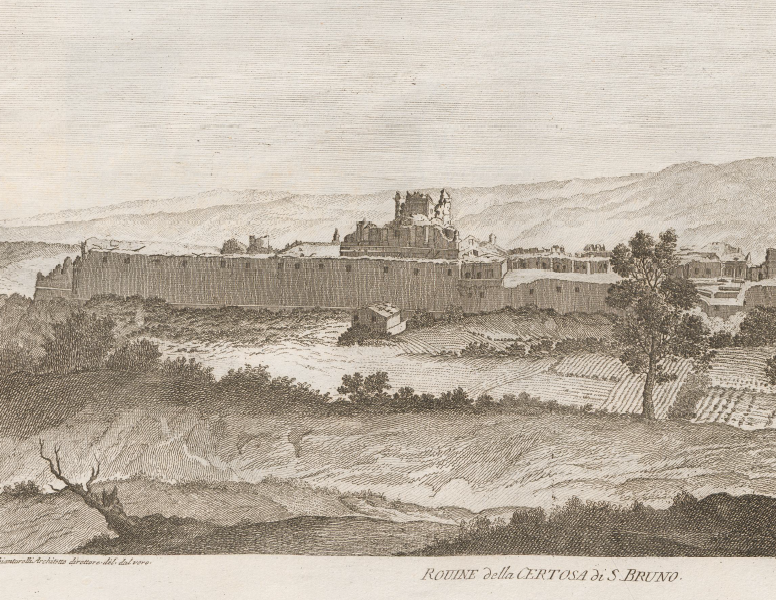 Architetto direttore del. dal vero.
ROUINE della CERTOSA di S. BRUNO.